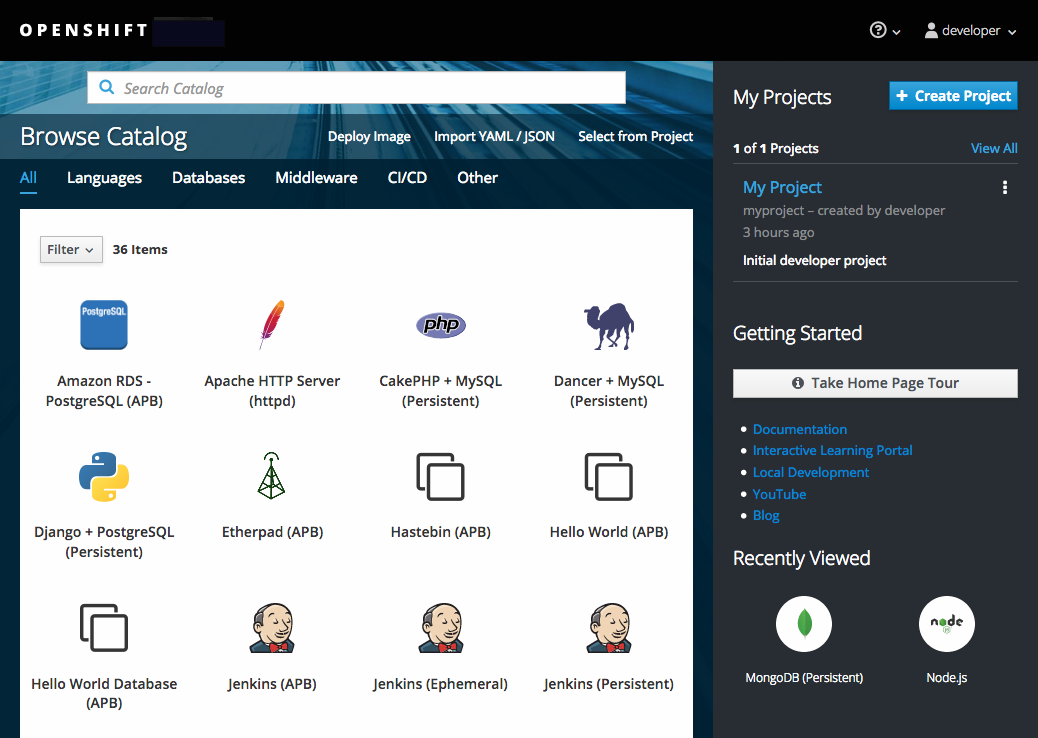 OPENSHIFT
developer
Search Catalog
Browse Catalog
Deploy Image
Import YAML / JSON
Select from Project
All
Languages
Databases
Middleware
CI/CD
Other
Filter
36 Items
PostgreSQL
Amazon RDS -
PostgreSQL (APB)
Apache HTTP Server
(httpd)
php
CakePHP + MySQL
(Persistent)
Dancer + MySQL
(Persistent)
Django + PostgreSQL
(Persistent)
Etherpad (APB)
Hastebin (APB)
Hello World (APB)
Hello World Database
(APB)
Jenkins (APB)
Jenkins (Ephemeral)
Jenkins (Persistent)
My Projects
+ Create Project
1 of 1 Projects
View All
My Project
myproject – created by developer
3 hours ago
Initial developer project
Getting Started
Take Home Page Tour
Documentation
Interactive Learning Portal
Local Development
YouTube
Blog
Recently Viewed
MongoDB (Persistent)
node
Node.js